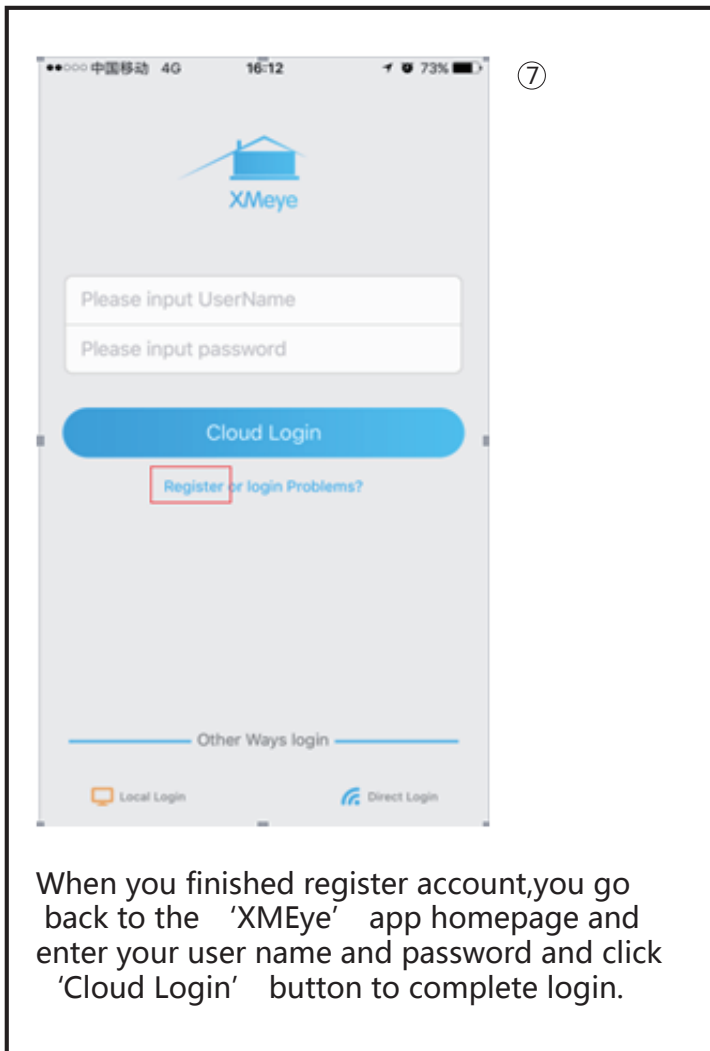 中国移动 4G 16:12 73%
⑦
XMeye
Please input UserName
Please input password
Cloud Login
Register or login Problems?
Other Ways login
Local Login Direct Login
When you finished register account,you go
back to the ‘XMEye’ app homepage and
enter your user name and password and click
‘Cloud Login’ button to complete login.